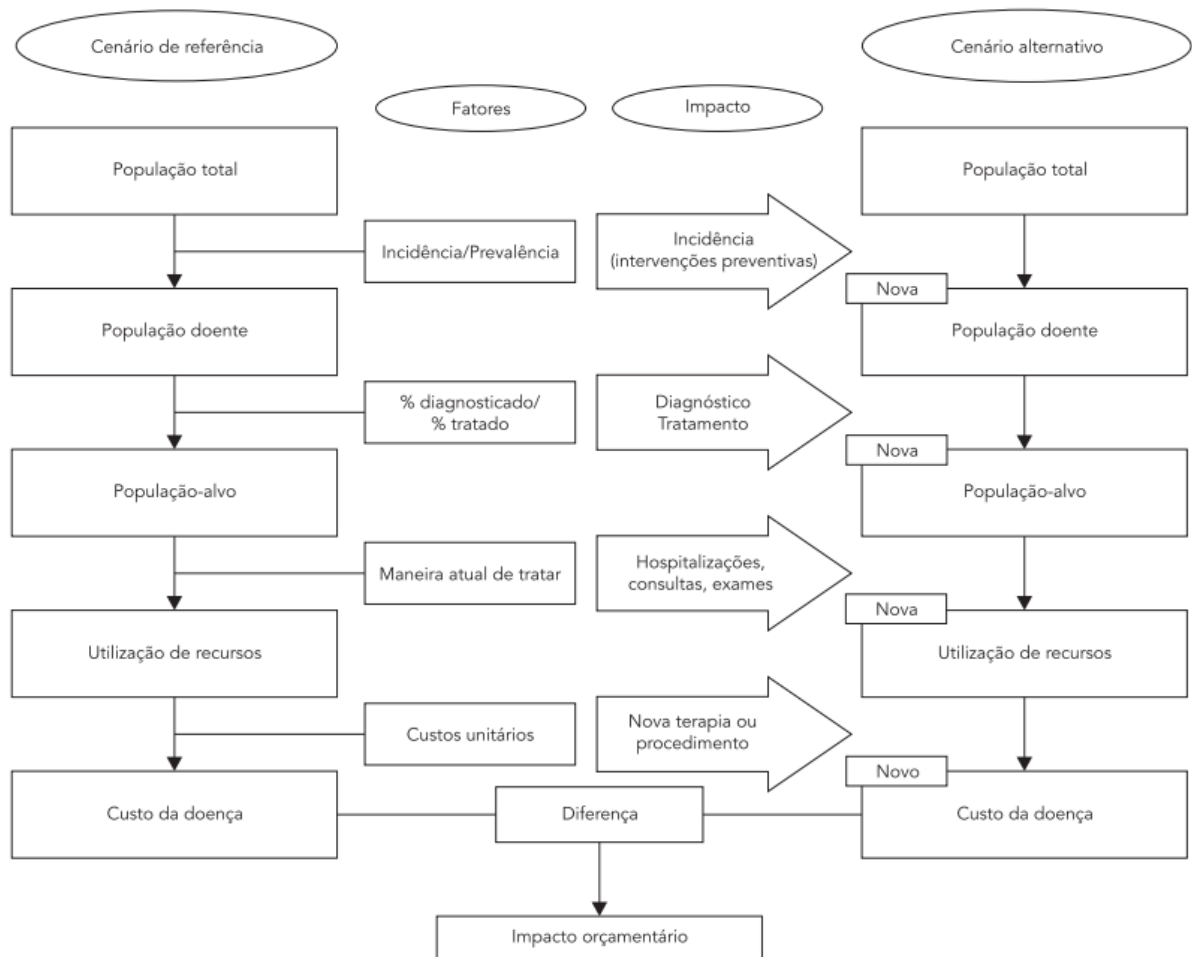 Cenário de referência
Cenário alternativo
Fatores
Impacto
População total
População total
Incidência/Prevalência
Incidência
(intervenções preventivas)
Nova
População doente
População doente
% diagnosticado/
% tratado
Diagnóstico
Tratamento
Nova
População-alvo
População-alvo
Maneira atual de tratar
Hospitalizações,
consultas, exames
Nova
Utilização de recursos
Utilização de recursos
Custos unitários
Nova terapia ou
procedimento
Novo
Custo da doença
Diferença
Custo da doença
Impacto orçamentário